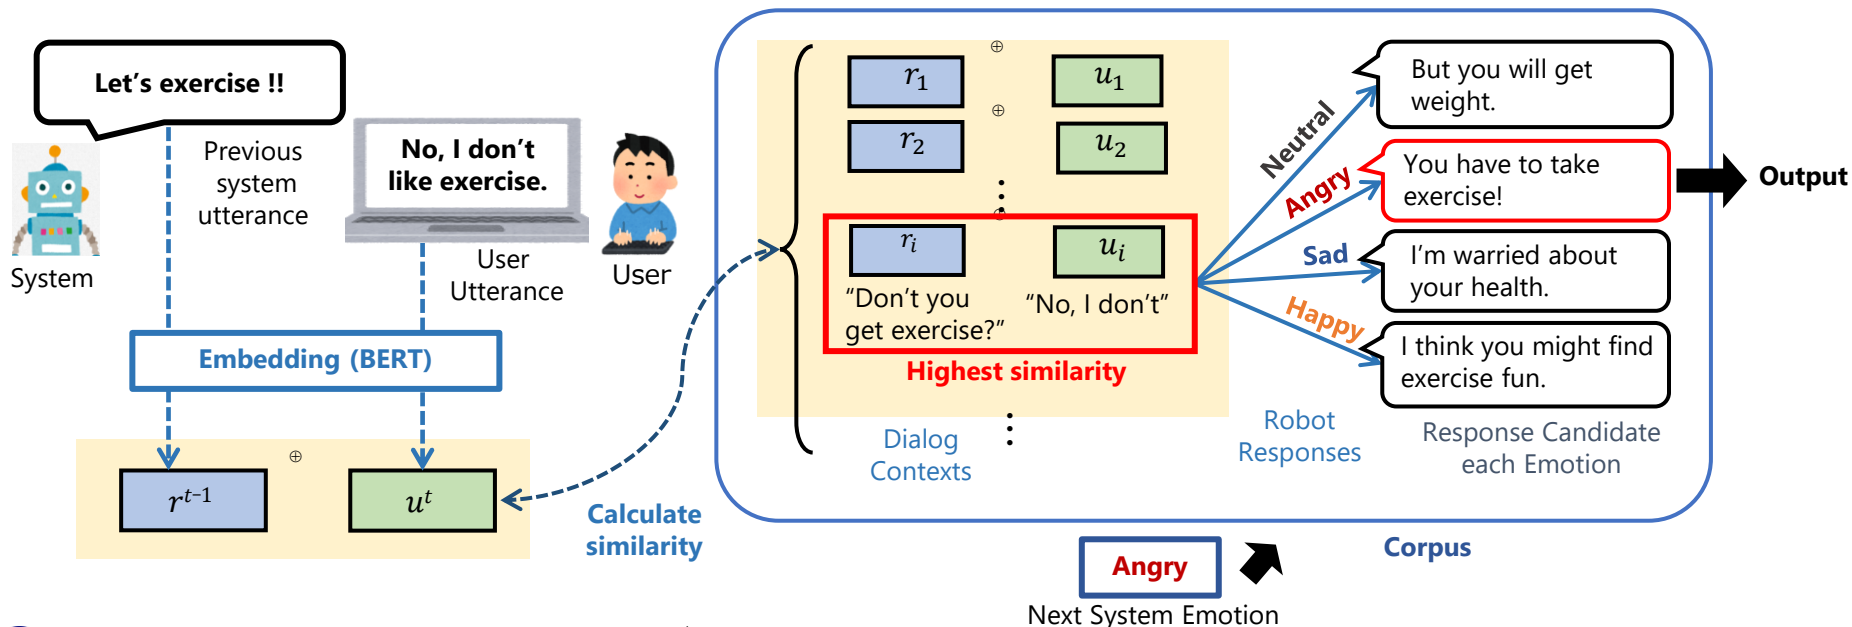 Let's exercise !!
Previous
system
utterance
No, I don't
like exercise.
System
User
Utterance
User
Embedding (BERT)
⊕
r^{t−1}
u^t
Calculate
similarity
⊕
r_1
u_1
⊕
r_2
u_2
⋮
⊕
r_i
u_i
"Don't you
get exercise?"
"No, I don't"
Highest similarity
⋮
Dialog
Contexts
Neutral
Angry
Sad
Happy
Robot
Responses
But you will get
weight.
You have to take
exercise!
I'm warried about
your health.
I think you might find
exercise fun.
Response Candidate
each Emotion
Output
Corpus
Angry
Next System Emotion